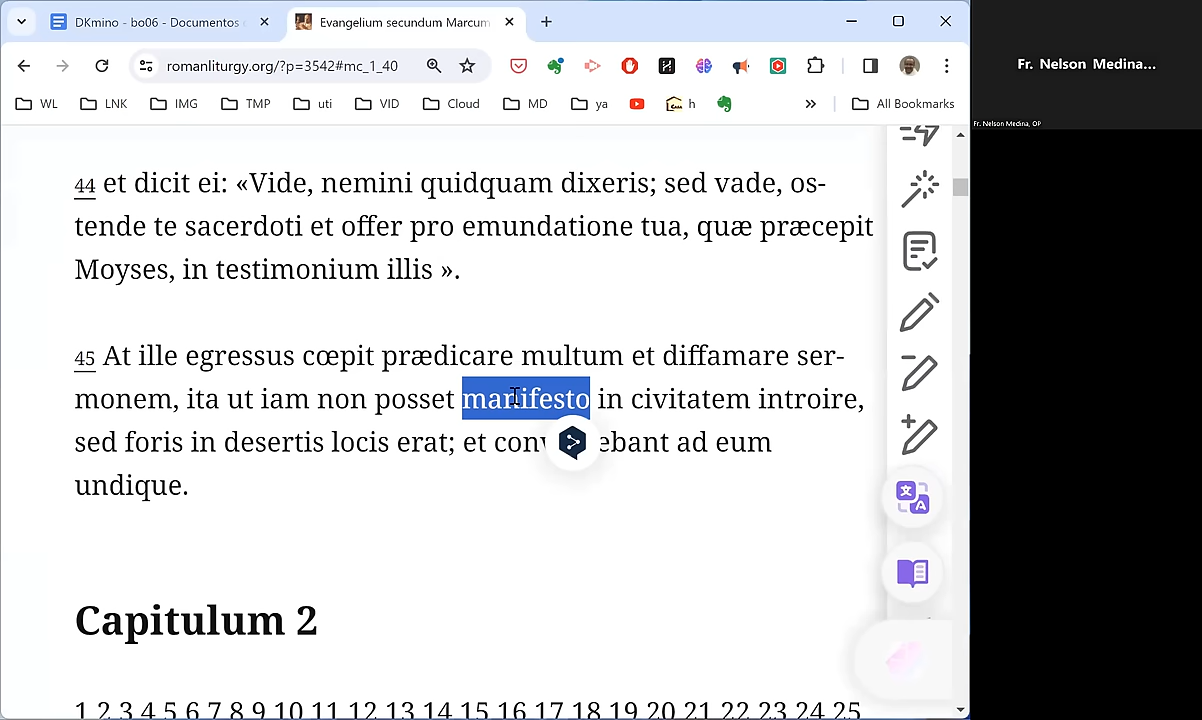 DKmino - bo06 - Documentos
Evangelium secundum Marcum
romanliturgy.org/?p=3542#mc_1_40
WL LNK IMG TMP uti VID Cloud MD ya h » All Bookmarks
Fr. Nelson Medina...
Fr. Nelson Medina, OP
44 et dicit ei: «Vide, nemini quidquam dixeris; sed vade, os-
tende te sacerdoti et offer pro emundatione tua, quæ præcepit
Moyses, in testimonium illis ».
45 At ille egressus cœpit prædicare multum et diffamare ser-
monem, ita ut iam non posset manifesto in civitatem introire,
sed foris in desertis locis erat; et conv ebant ad eum
undique.
Capitulum 2
1 2 3 4 5 6 7 8 9 10 11 12 13 14 15 16 17 18 19 20 21 22 23 24 25